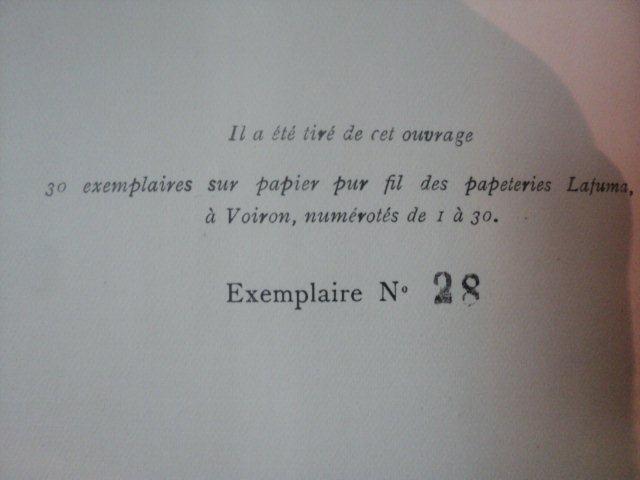 Il a été tiré de cet ouvrage
30 exemplaires sur papier pur fil des papeteries Lafuma,
à Voiron, numérotés de 1 à 30.
Exemplaire N° 28